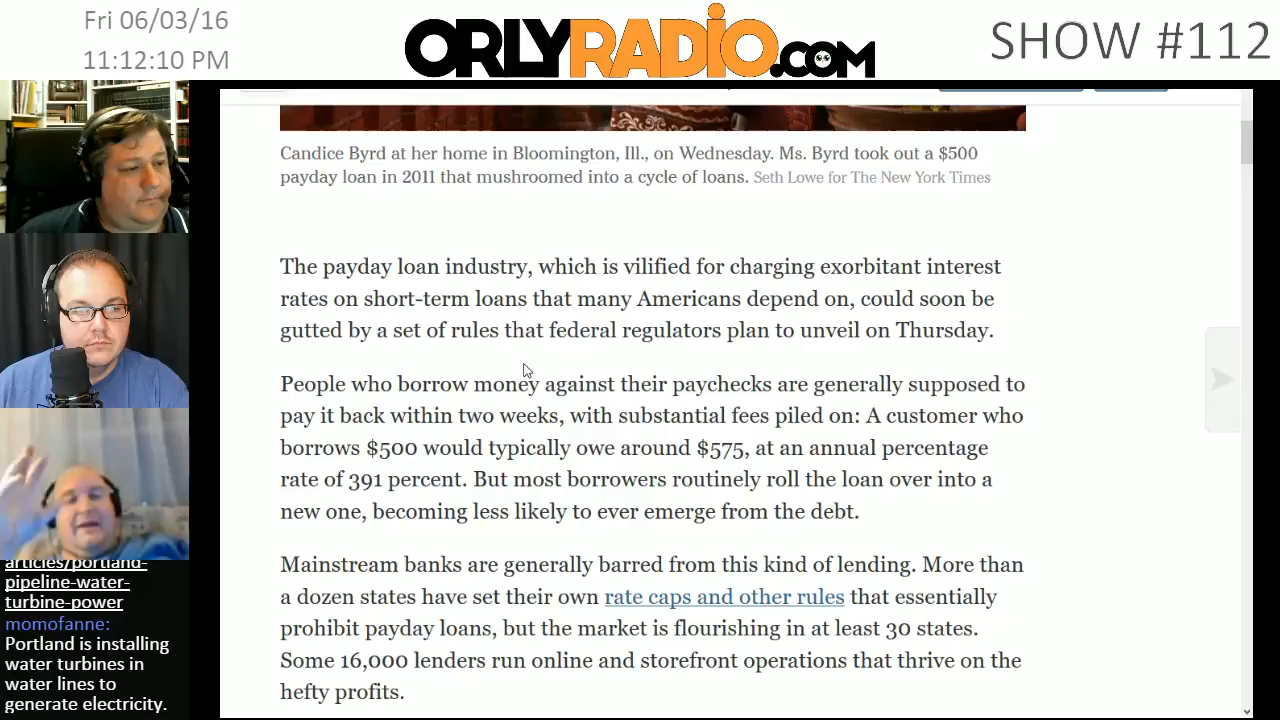 Fri 06/03/16
11:12:10 PM
ORLYRADIO.COM
SHOW #112
Candice Byrd at her home in Bloomington, Ill., on Wednesday. Ms. Byrd took out a $500
payday loan in 2011 that mushroomed into a cycle of loans. Seth Lowe for The New York Times
The payday loan industry, which is vilified for charging exorbitant interest
rates on short-term loans that many Americans depend on, could soon be
gutted by a set of rules that federal regulators plan to unveil on Thursday.
People who borrow money against their paychecks are generally supposed to
pay it back within two weeks, with substantial fees piled on: A customer who
borrows $500 would typically owe around $575, at an annual percentage
rate of 391 percent. But most borrowers routinely roll the loan over into a
new one, becoming less likely to ever emerge from the debt.
Mainstream banks are generally barred from this kind of lending. More than
a dozen states have set their own rate caps and other rules that essentially
prohibit payday loans, but the market is flourishing in at least 30 states.
Some 16,000 lenders run online and storefront operations that thrive on the
hefty profits.
articles/portland-
pipeline-water-
turbine-power
momofanne:
Portland is installing
water turbines in
water lines to
generate electricity.